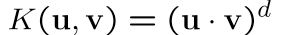 K(𝐮, 𝐯) = (𝐮 · 𝐯)^d